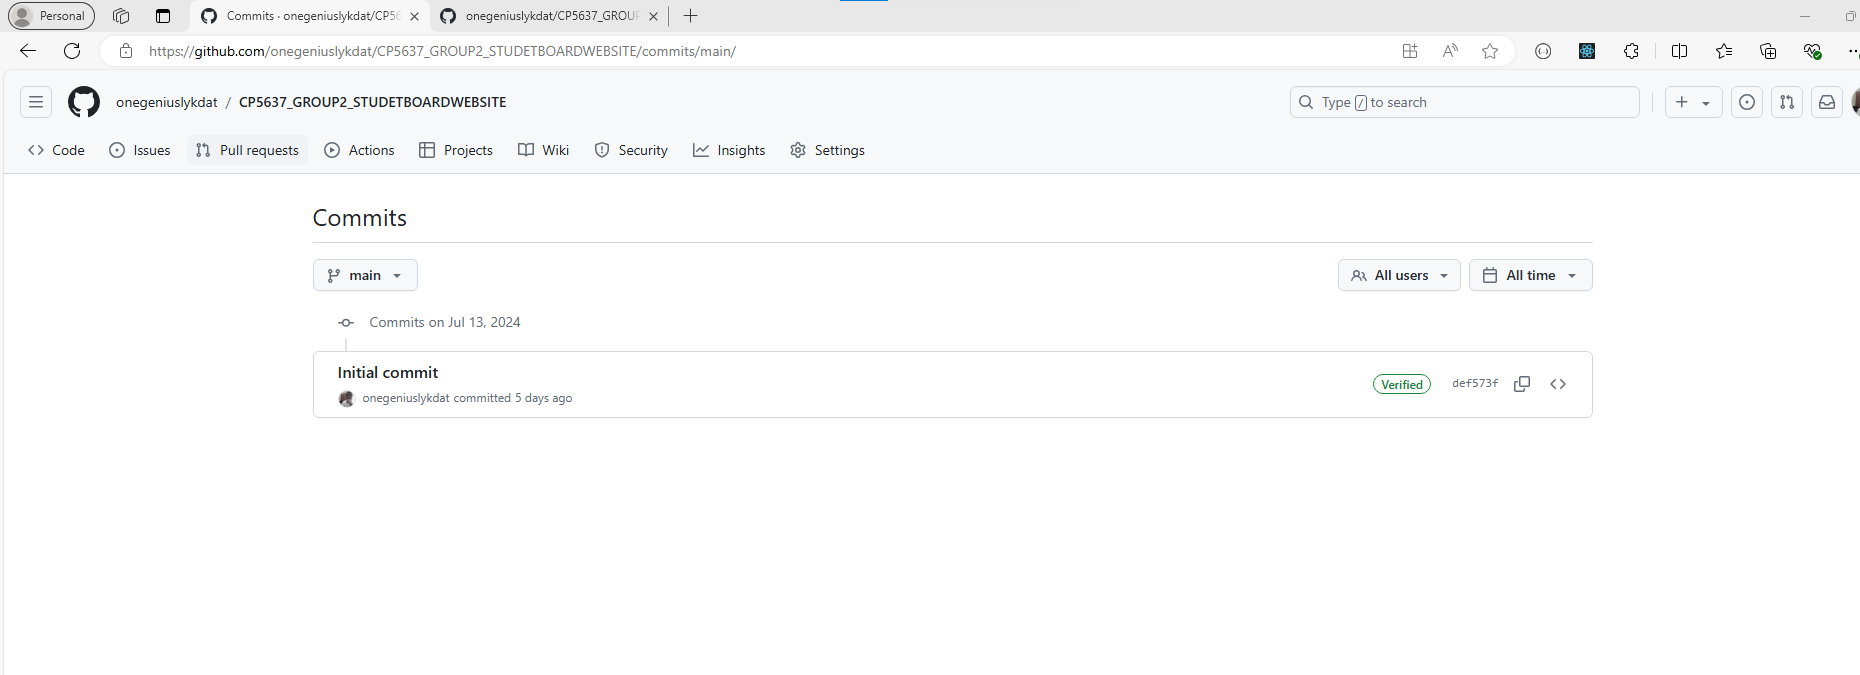 Personal
Commits · onegeniuslykdat/CP56
onegeniuslykdat/CP5637_GROUP
https://github.com/onegeniuslykdat/CP5637_GROUP2_STUDETBOARDWEBSITE/commits/main/
onegeniuslykdat / CP5637_GROUP2_STUDETBOARDWEBSITE
Type / to search
Code
Issues
Pull requests
Actions
Projects
Wiki
Security
Insights
Settings
Commits
main
All users
All time
Commits on Jul 13, 2024
Initial commit
Verified
def573f
onegeniuslykdat committed 5 days ago